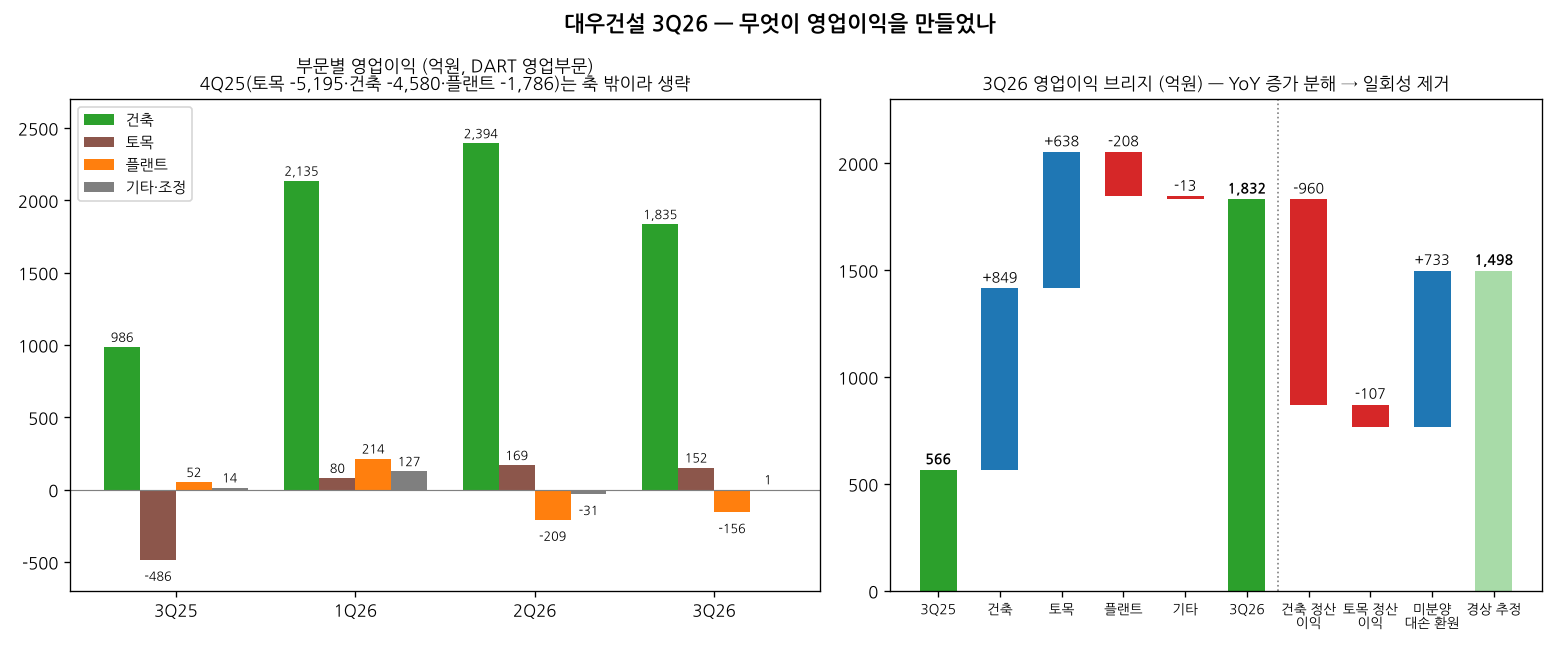 대우건설 3Q26 — 무엇이 영업이익을 만들었나
부문별 영업이익 (억원, DART 영업부문)
4Q25(토목 -5,195·건축 -4,580·플랜트 -1,786)는 축 밖이라 생략
건축
토목
플랜트
기타·조정
2500
2000
1500
1000
500
0
-500
986
-486
52
14
2,135
80
214
127
2,394
169
-209
-31
1,835
152
-156
1
3Q25
1Q26
2Q26
3Q26
3Q26 영업이익 브리지 (억원) — YoY 증가 분해 → 일회성 제거
2000
1500
1000
500
0
566
+849
+638
-208
-13
1,832
-960
-107
+733
1,498
3Q25
건축
토목
플랜트
기타
3Q26
건축 정산
이익
토목 정산
이익
미분양
대손 환원
경상 추정